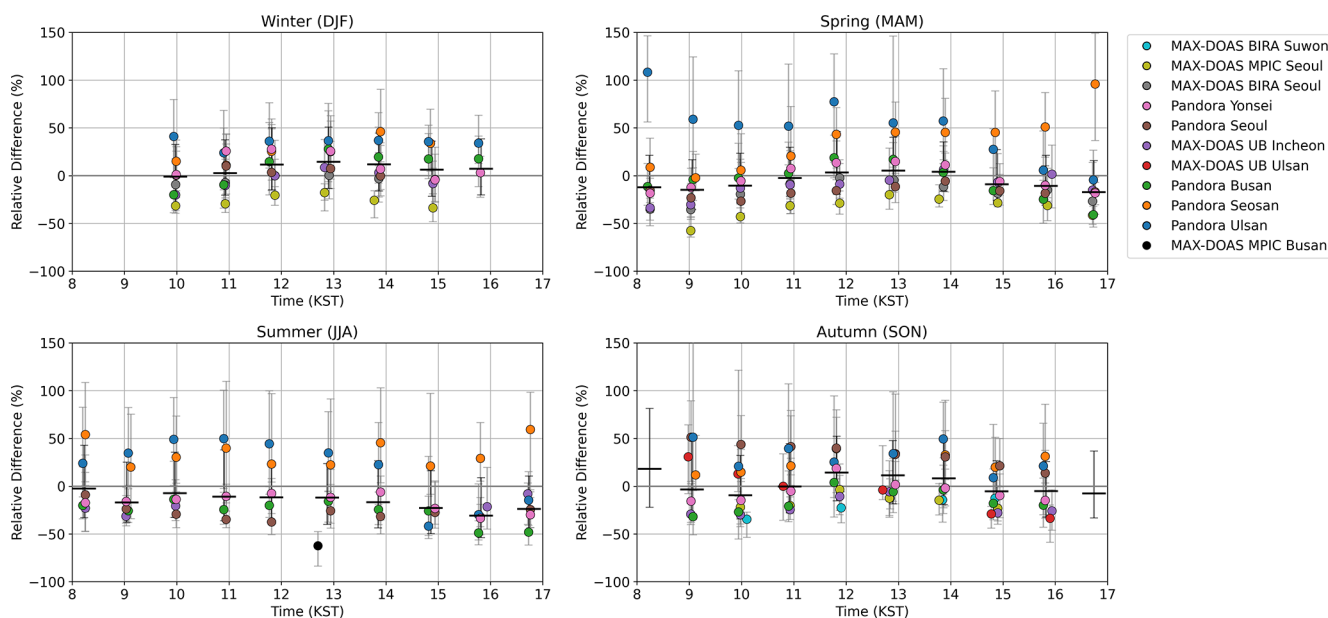 Winter (DJF)
Relative Difference (%)
150
100
50
0
−50
−100
8 9 10 11 12 13 14 15 16 17
Time (KST)
Spring (MAM)
Relative Difference (%)
150
100
50
0
−50
−100
8 9 10 11 12 13 14 15 16 17
Time (KST)
MAX-DOAS BIRA Suwon
MAX-DOAS MPIC Seoul
MAX-DOAS BIRA Seoul
Pandora Yonsei
Pandora Seoul
MAX-DOAS UB Incheon
MAX-DOAS UB Ulsan
Pandora Busan
Pandora Seosan
Pandora Ulsan
MAX-DOAS MPIC Busan
Summer (JJA)
Relative Difference (%)
150
100
50
0
−50
−100
8 9 10 11 12 13 14 15 16 17
Time (KST)
Autumn (SON)
Relative Difference (%)
150
100
50
0
−50
−100
8 9 10 11 12 13 14 15 16 17
Time (KST)